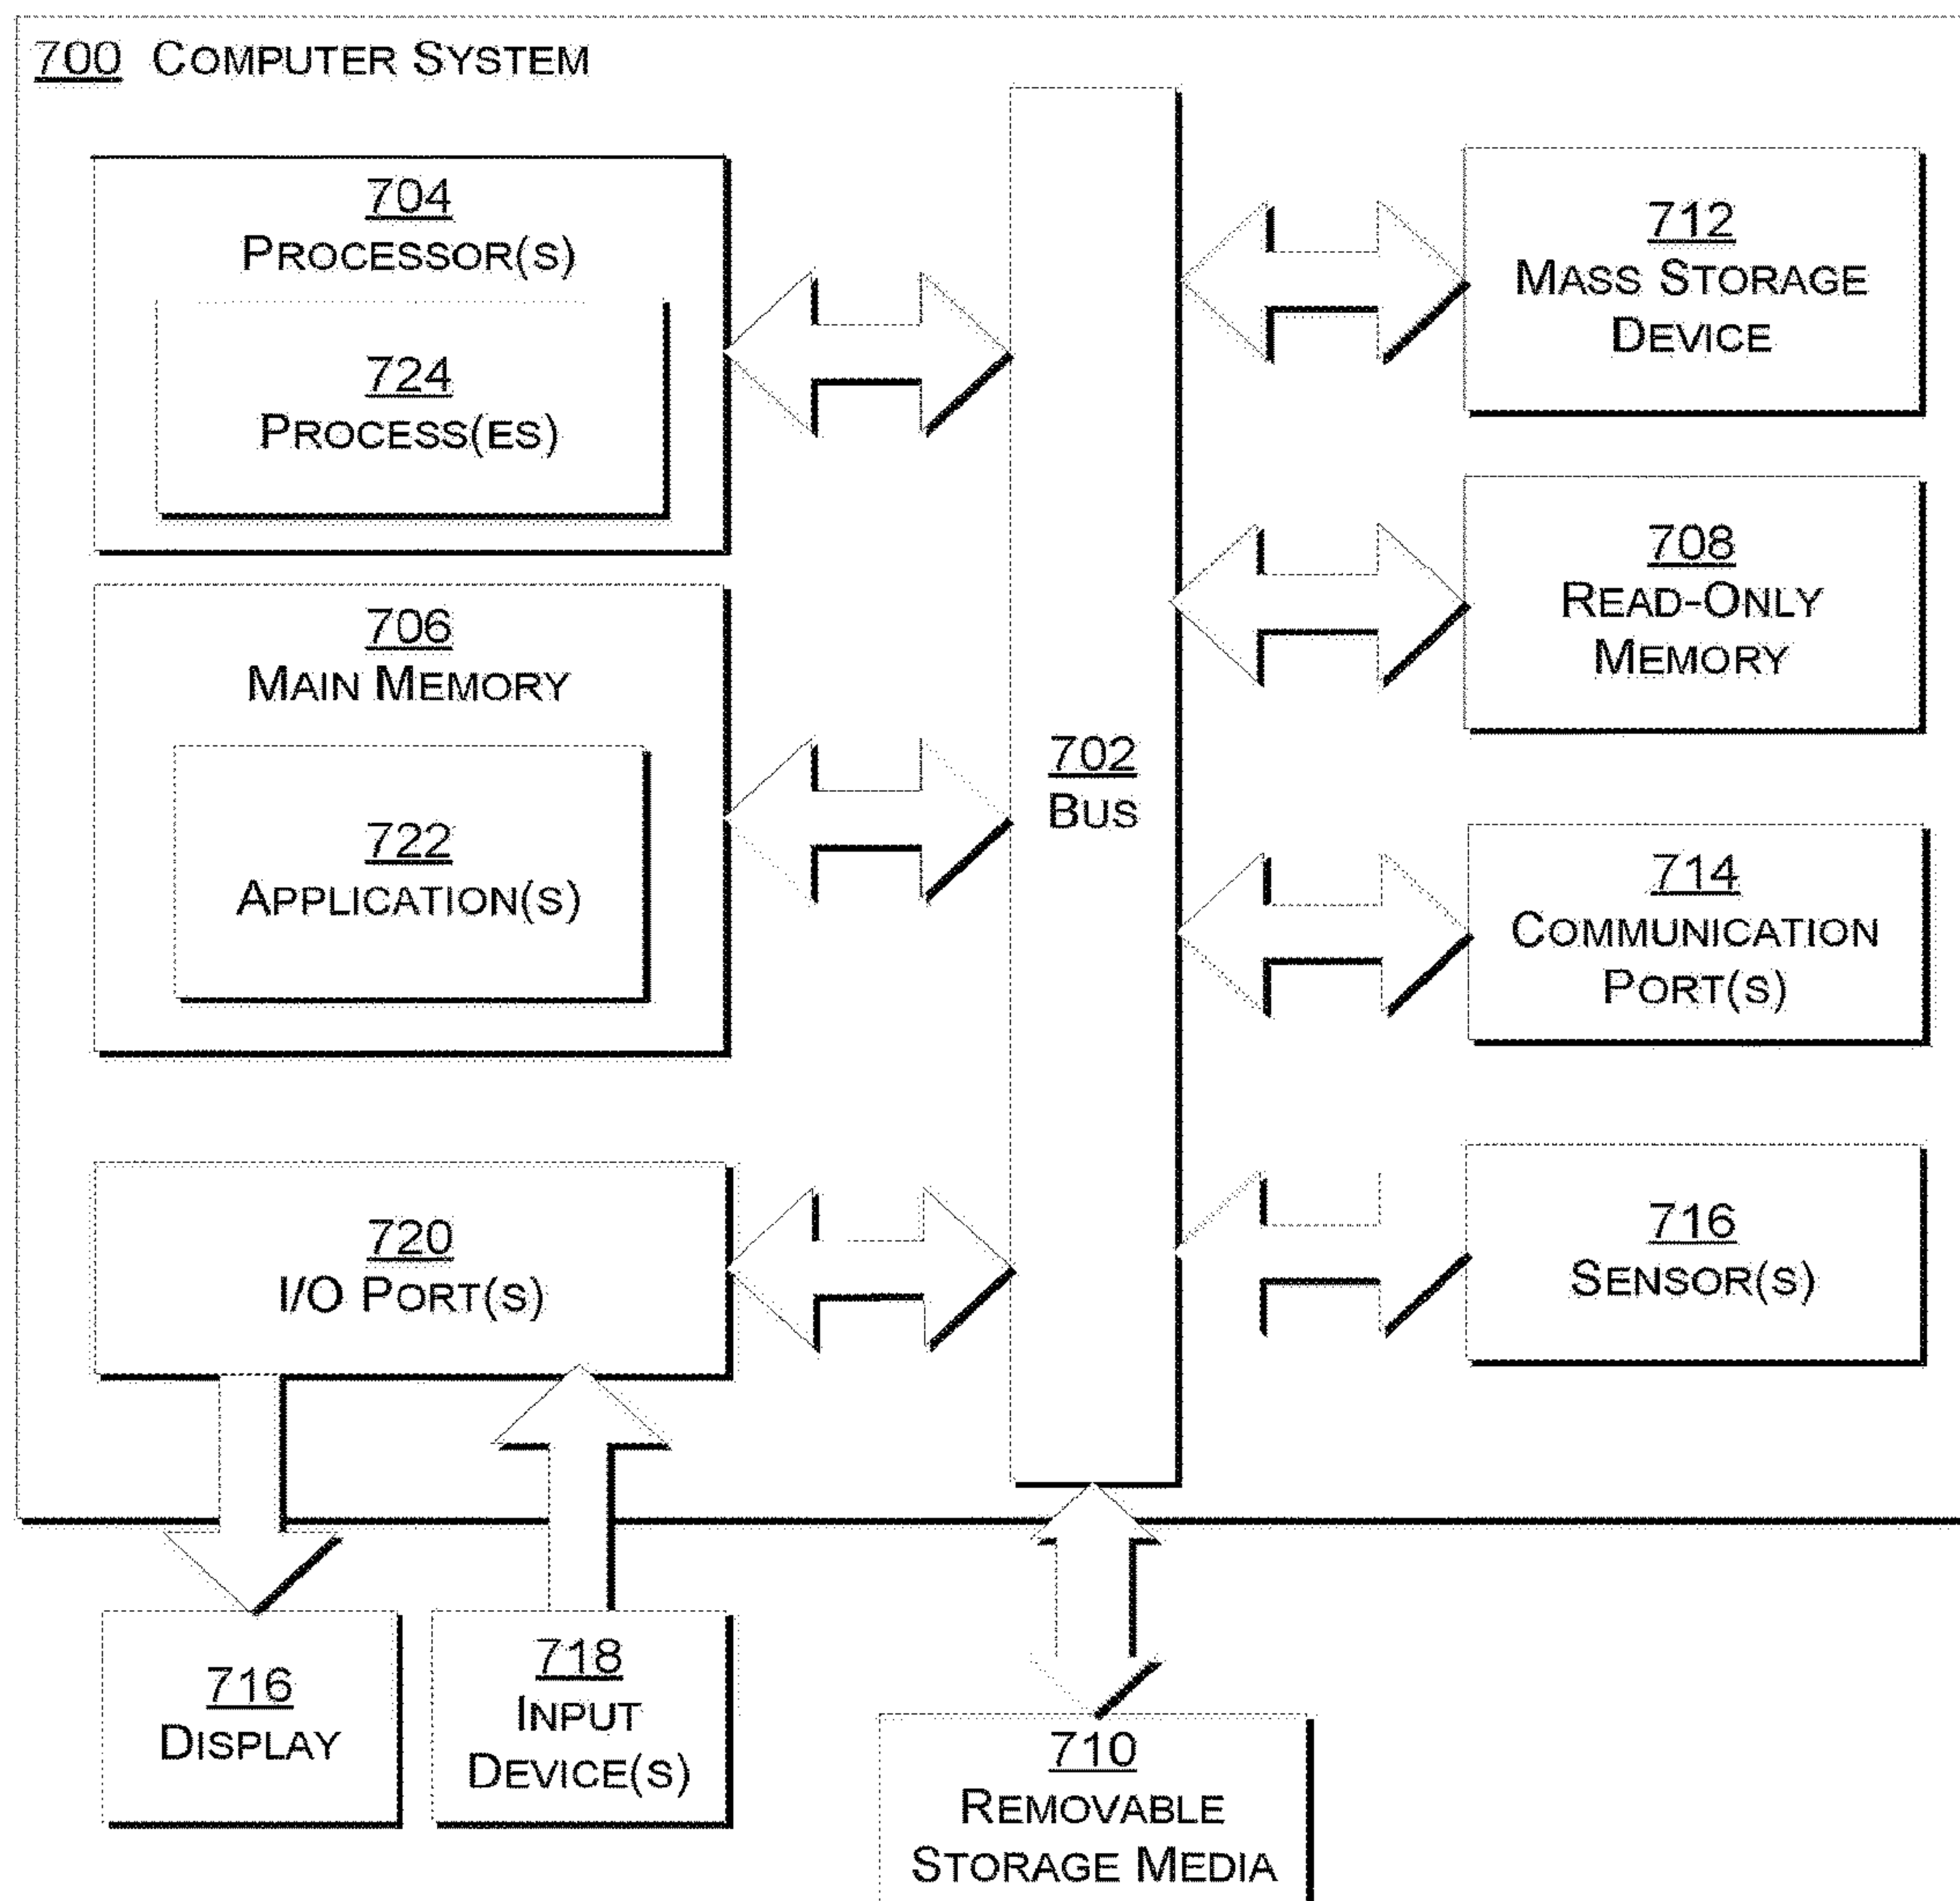 700 COMPUTER SYSTEM
704
PROCESSOR(S)
724
PROCESS(ES)
706
MAIN MEMORY
722
APPLICATION(S)
720
I/O PORT(S)
702
BUS
712
MASS STORAGE
DEVICE
708
READ-ONLY
MEMORY
714
COMMUNICATION
PORT(S)
716
SENSOR(S)
716
DISPLAY
718
INPUT
DEVICE(S)
710
REMOVABLE
STORAGE MEDIA